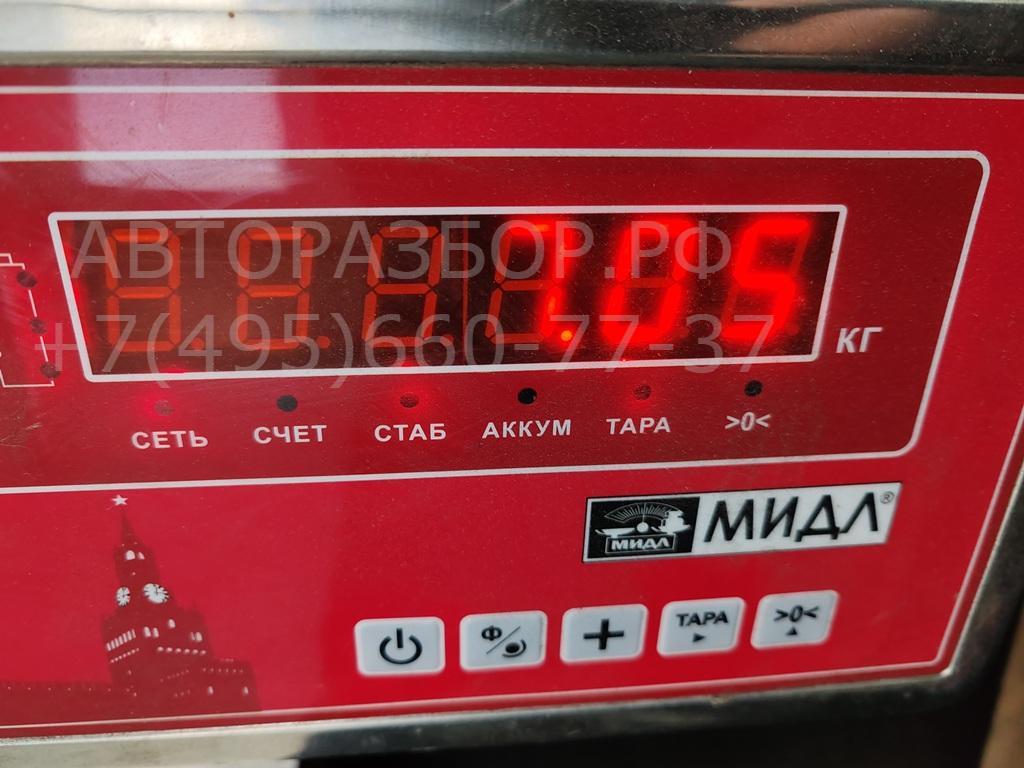 АВТОРАЗБОР.РФ
+7(495)660-77-37
1.05
КГ
СЕТЬ СЧЕТ СТАБ АККУМ ТАРА >0<
МИДЛ МИДЛ®
Ф + ТАРА >0<